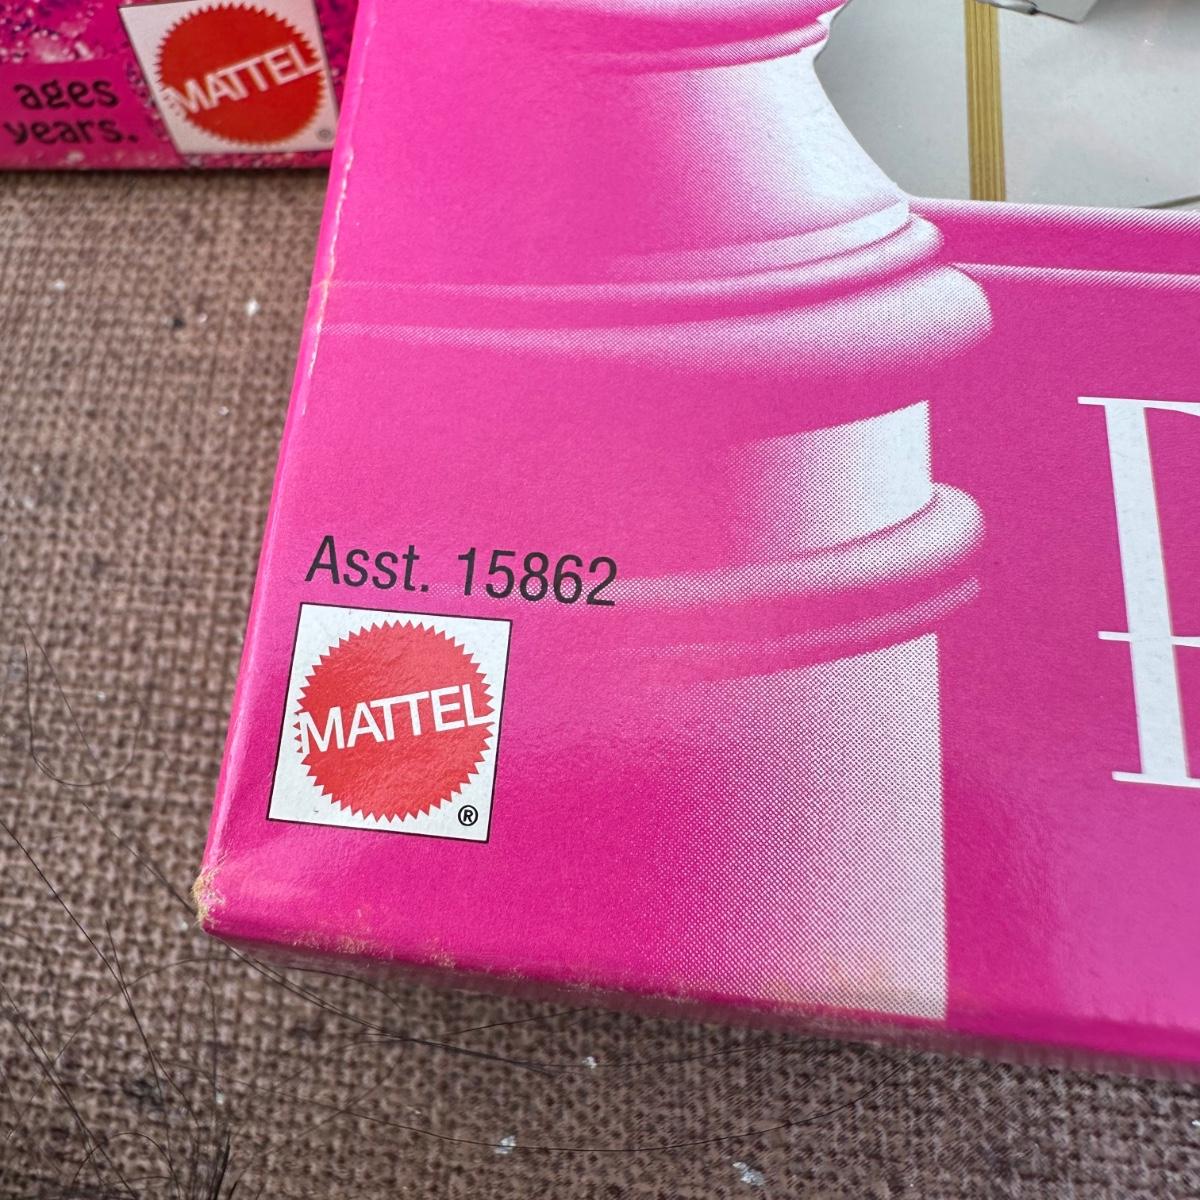 ages
years.
MATTEL
®
Asst. 15862
MATTEL
®